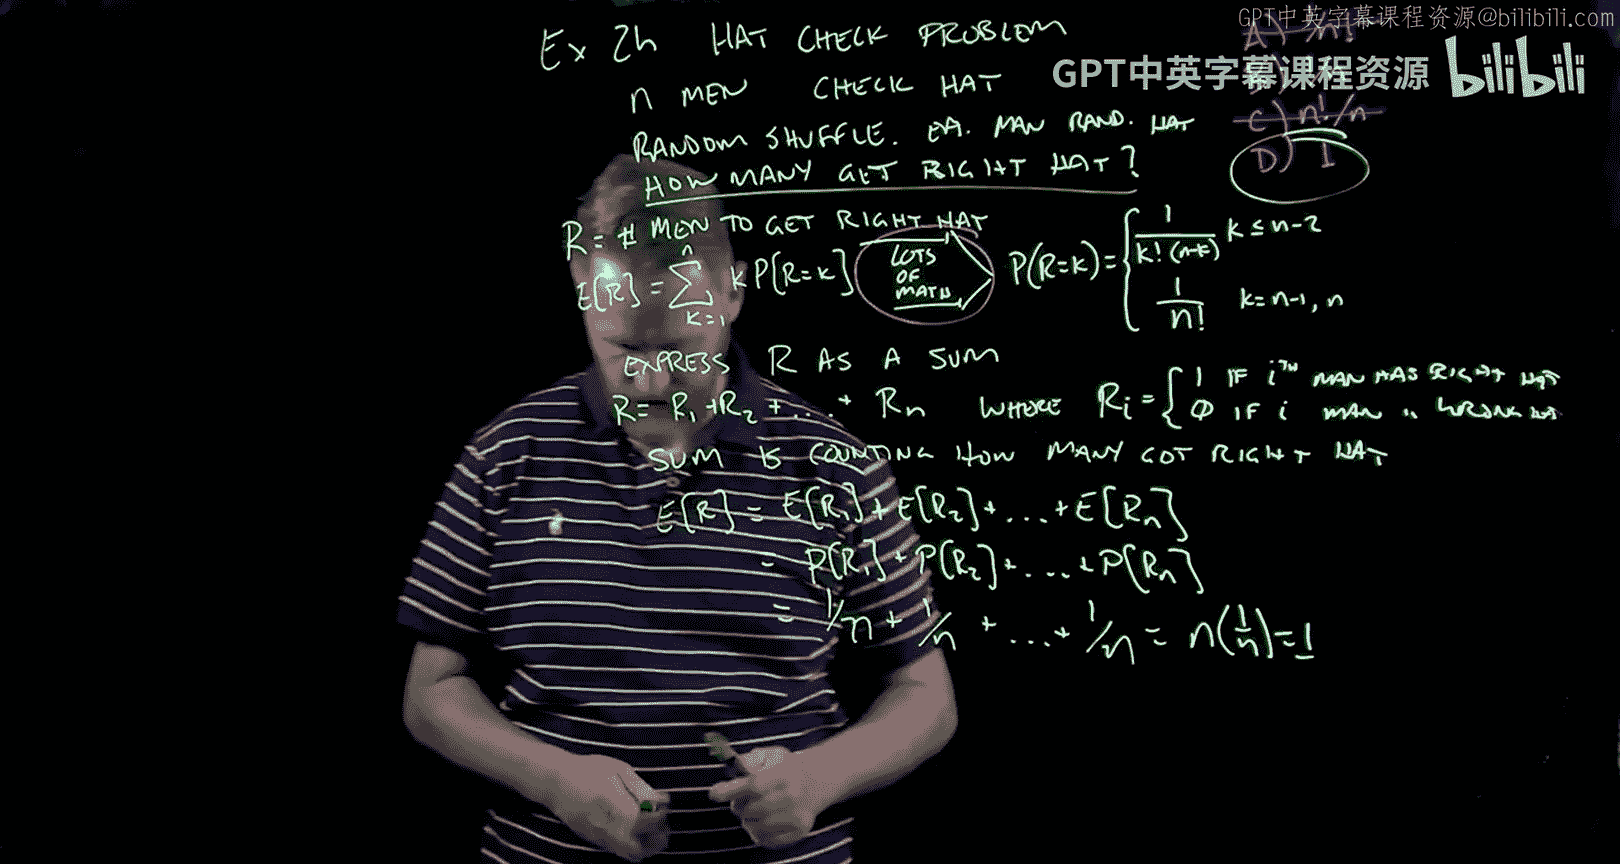 GPT中英字幕课程资源@bilibili.com
GPT中英字幕课程资源 bilibili
Ex 2h HAT CHECK PROBLEM
n MEN CHECK HAT
RANDOM SHUFFLE. EA. MAN RAND. HAT
HOW MANY GET RIGHT HAT?
A) n!
C) n!/n
D) 1
R = # MEN TO GET RIGHT HAT
E[R] = n∑k=1 k P[R=k] LOTS OF MATH P(R=k) = { 1/k!(n-k) k ≤ n-2
1/n! k = n-1, n
EXPRESS R AS A SUM
R = R1 + R2 + ... + Rn WHERE Ri = { 1 IF iTH MAN HAS RIGHT HAT
0 IF i MAN " WRONG HA
SUM IS COUNTING HOW MANY GOT RIGHT HAT
E[R] = E[R1] + E[R2] + ... + E[Rn]
= P[R1] + P[R2] + ... + P[Rn]
= 1/n + 1/n + ... + 1/n = n(1/n) = 1